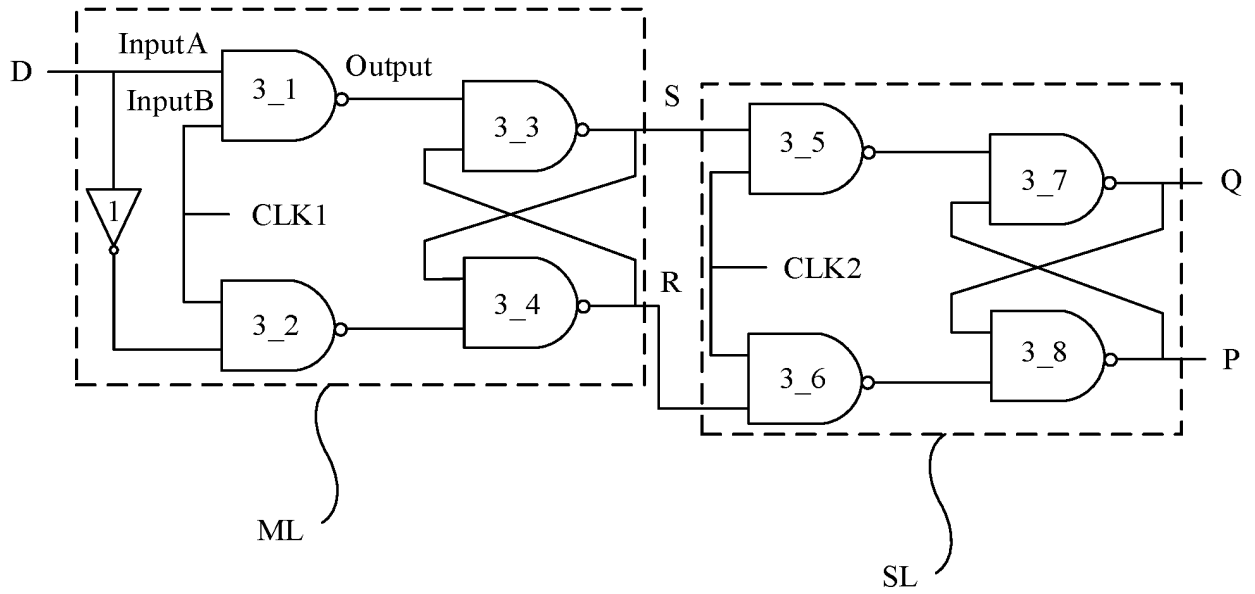 InputA
D
Output
3_1
InputB
S
3_3
3_5
3_7
Q
1
CLK1
CLK2
R
3_2
3_4
3_6
3_8
P
ML
SL